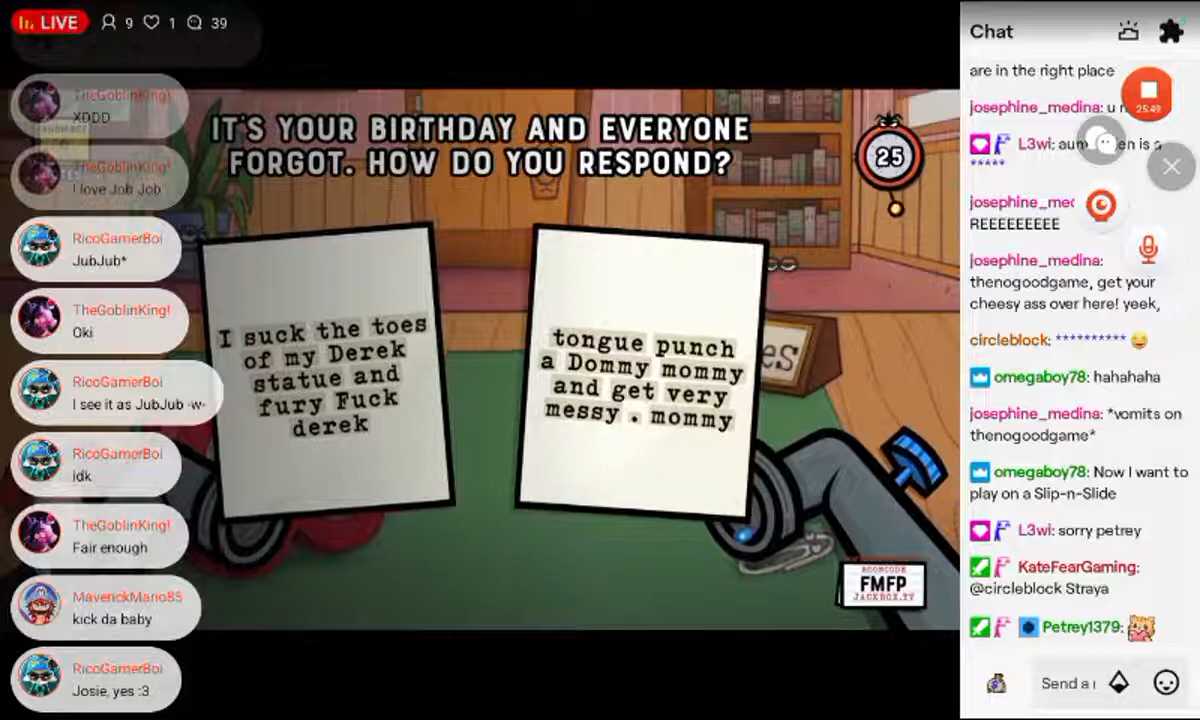 LIVE 9 1 39
TheGoblinKing!
XDDD
TheGoblinKing!
I love Job Job
RicoGamerBoi
JubJub*
TheGoblinKing!
Oki
RicoGamerBoi
I see it as JubJub -w-
RicoGamerBoi
Idk
TheGoblinKing!
Fair enough
MaverickMario85
kick da baby
RicoGamerBoi
Josie, yes :3
IT'S YOUR BIRTHDAY AND EVERYONE
FORGOT. HOW DO YOU RESPOND?
25
I suck the toes
of my Derek
statue and
fury Fuck
derek
tongue punch
a Dommy mommy
and get very
messy . mommy
ROOMCODE
FMFP
JACKBOX.TV
Chat
are in the right place
25:49
josephine_medina: u
L3wi:
*****
REEEEEEEEE
josephine_medina:
thenogoodgame, get your
cheesy ass over here! yeek,
circleblock: **********
omegaboy78: hahahaha
josephine_medina: *vomits on
thenogoodgame*
omegaboy78: Now I want to
play on a Slip-n-Slide
L3wi: sorry petrey
KateFearGaming:
@circleblock Straya
Petrey1379:
Send a